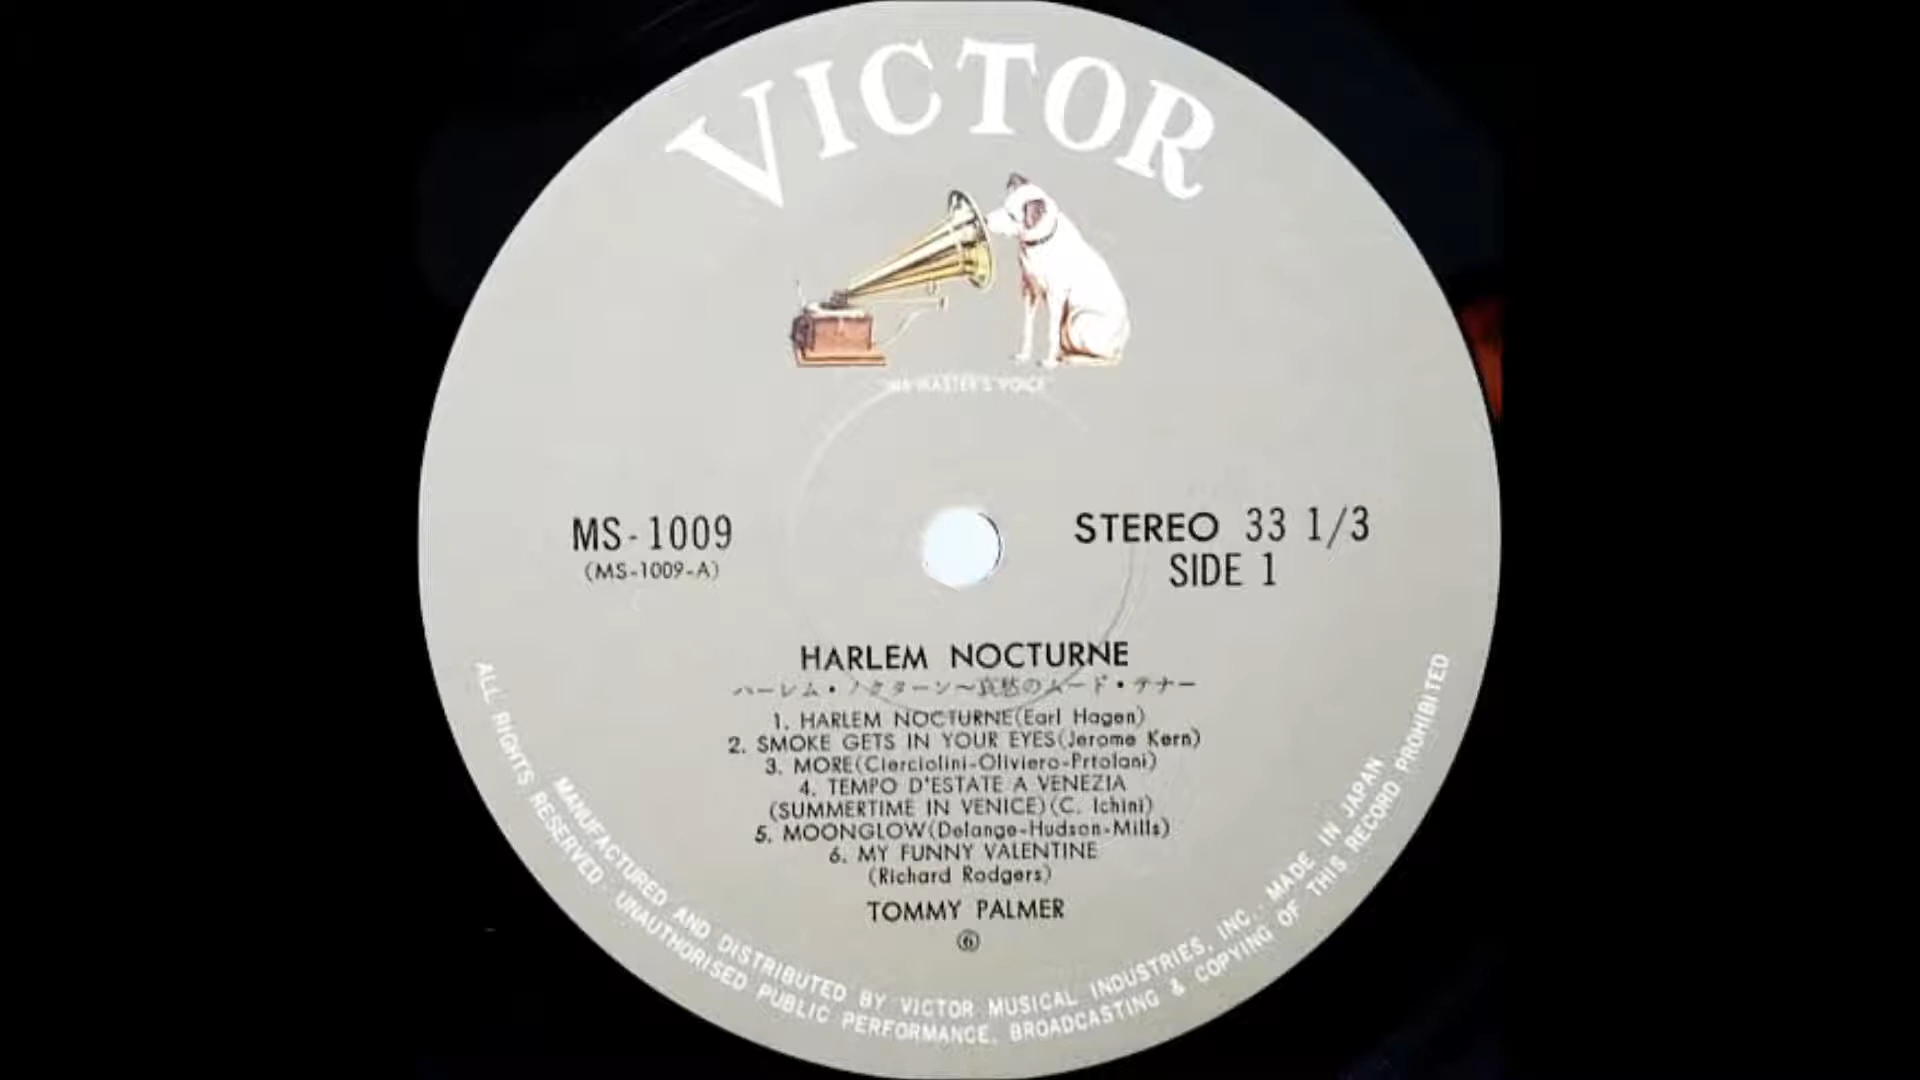 VICTOR
"HIS MASTER'S VOICE"
MS-1009
(MS-1009-A)
STEREO 33 1/3
SIDE 1
HARLEM NOCTURNE
ハーレム・ノクターン〜哀愁のムード・テナー
1. HARLEM NOCTURNE(Earl Hagen)
2. SMOKE GETS IN YOUR EYES(Jerome Kern)
3. MORE(Cierciolini-Oliviero-Prtolani)
4. TEMPO D'ESTATE A VENEZIA
(SUMMERTIME IN VENICE)(C. Ichini)
5. MOONGLOW(Delange-Hudson-Mills)
6. MY FUNNY VALENTINE
(Richard Rodgers)
TOMMY PALMER
⑥
MANUFACTURED AND DISTRIBUTED BY VICTOR MUSICAL INDUSTRIES, INC. · MADE IN JAPAN
ALL RIGHTS RESERVED · UNAUTHORISED PUBLIC PERFORMANCE, BROADCASTING & COPYING OF THIS RECORD PROHIBITED